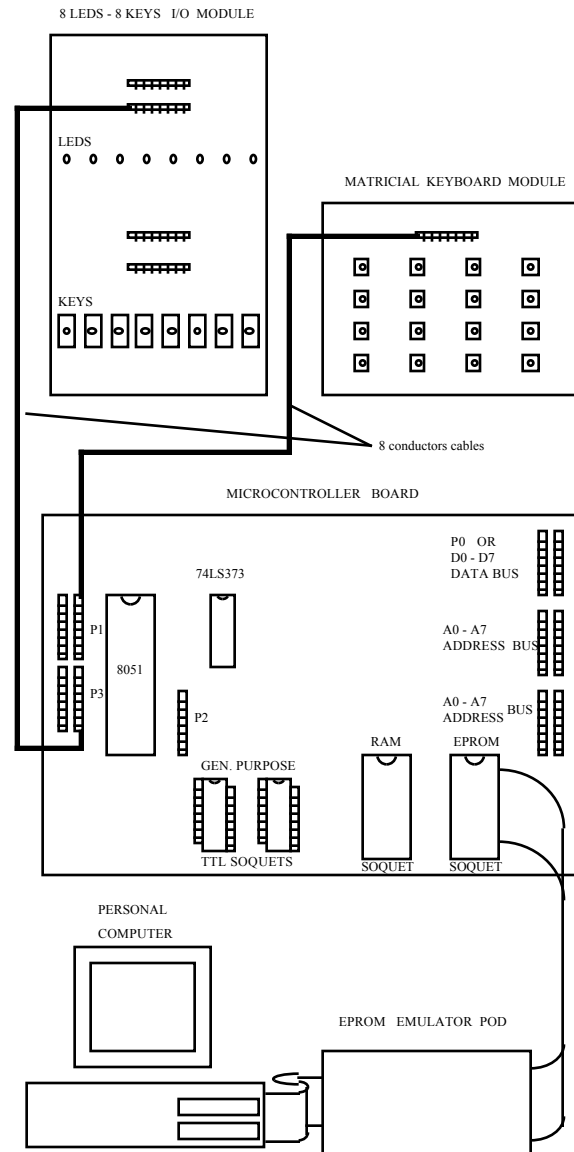 8 LEDS - 8 KEYS I/O MODULE
LEDS
MATRICIAL KEYBOARD MODULE
KEYS
8 conductors cables
MICROCONTROLLER BOARD
P0 OR
D0 - D7
DATA BUS
74LS373
P1
8051
A0 - A7
ADDRESS BUS
P3
P2
A0 - A7
ADDRESS BUS
RAM
EPROM
GEN. PURPOSE
TTL SOQUETS
SOQUET
SOQUET
PERSONAL
COMPUTER
EPROM EMULATOR POD